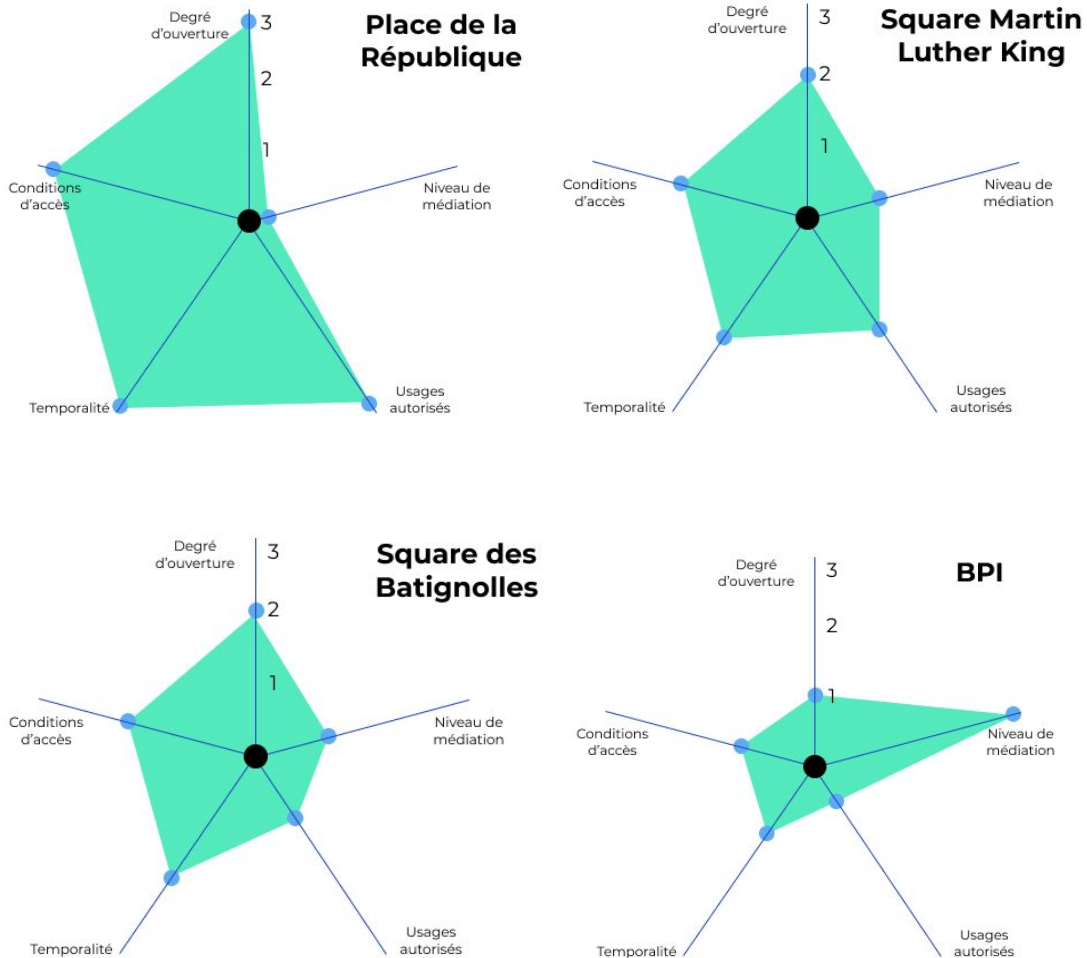 Place de la
République
Degré
d'ouverture
3
2
1
Conditions
d'accès
Niveau de
médiation
Temporalité
Usages
autorisés
Square Martin
Luther King
Degré
d'ouverture
3
2
1
Conditions
d'accès
Niveau de
médiation
Temporalité
Usages
autorisés
Square des
Batignolles
Degré
d'ouverture
3
2
1
Conditions
d'accès
Niveau de
médiation
Temporalité
Usages
autorisés
BPI
Degré
d'ouverture
3
2
1
Conditions
d'accès
Niveau de
médiation
Temporalité
Usages
autorisés